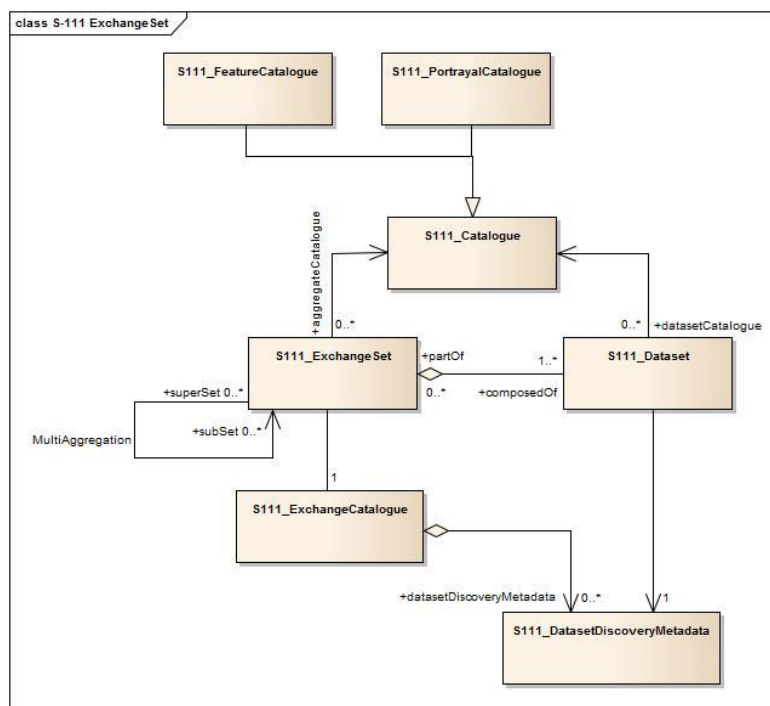 class S-111 ExchangeSet
S111_FeatureCatalogue
S111_PortrayalCatalogue
S111_Catalogue
+aggregateCatalogue
0..*
0..*
+datasetCatalogue
S111_ExchangeSet
+partOf
0..*
1..*
+composedOf
S111_Dataset
+superSet 0..*
+subSet 0..*
MultiAggregation
1
S111_ExchangeCatalogue
+datasetDiscoveryMetadata
0..*
1
S111_DatasetDiscoveryMetadata